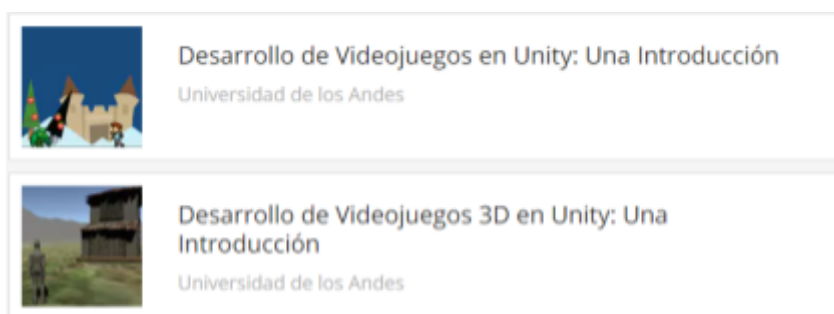 Desarrollo de Videojuegos en Unity: Una Introducción
Universidad de los Andes
Desarrollo de Videojuegos 3D en Unity: Una
Introducción
Universidad de los Andes